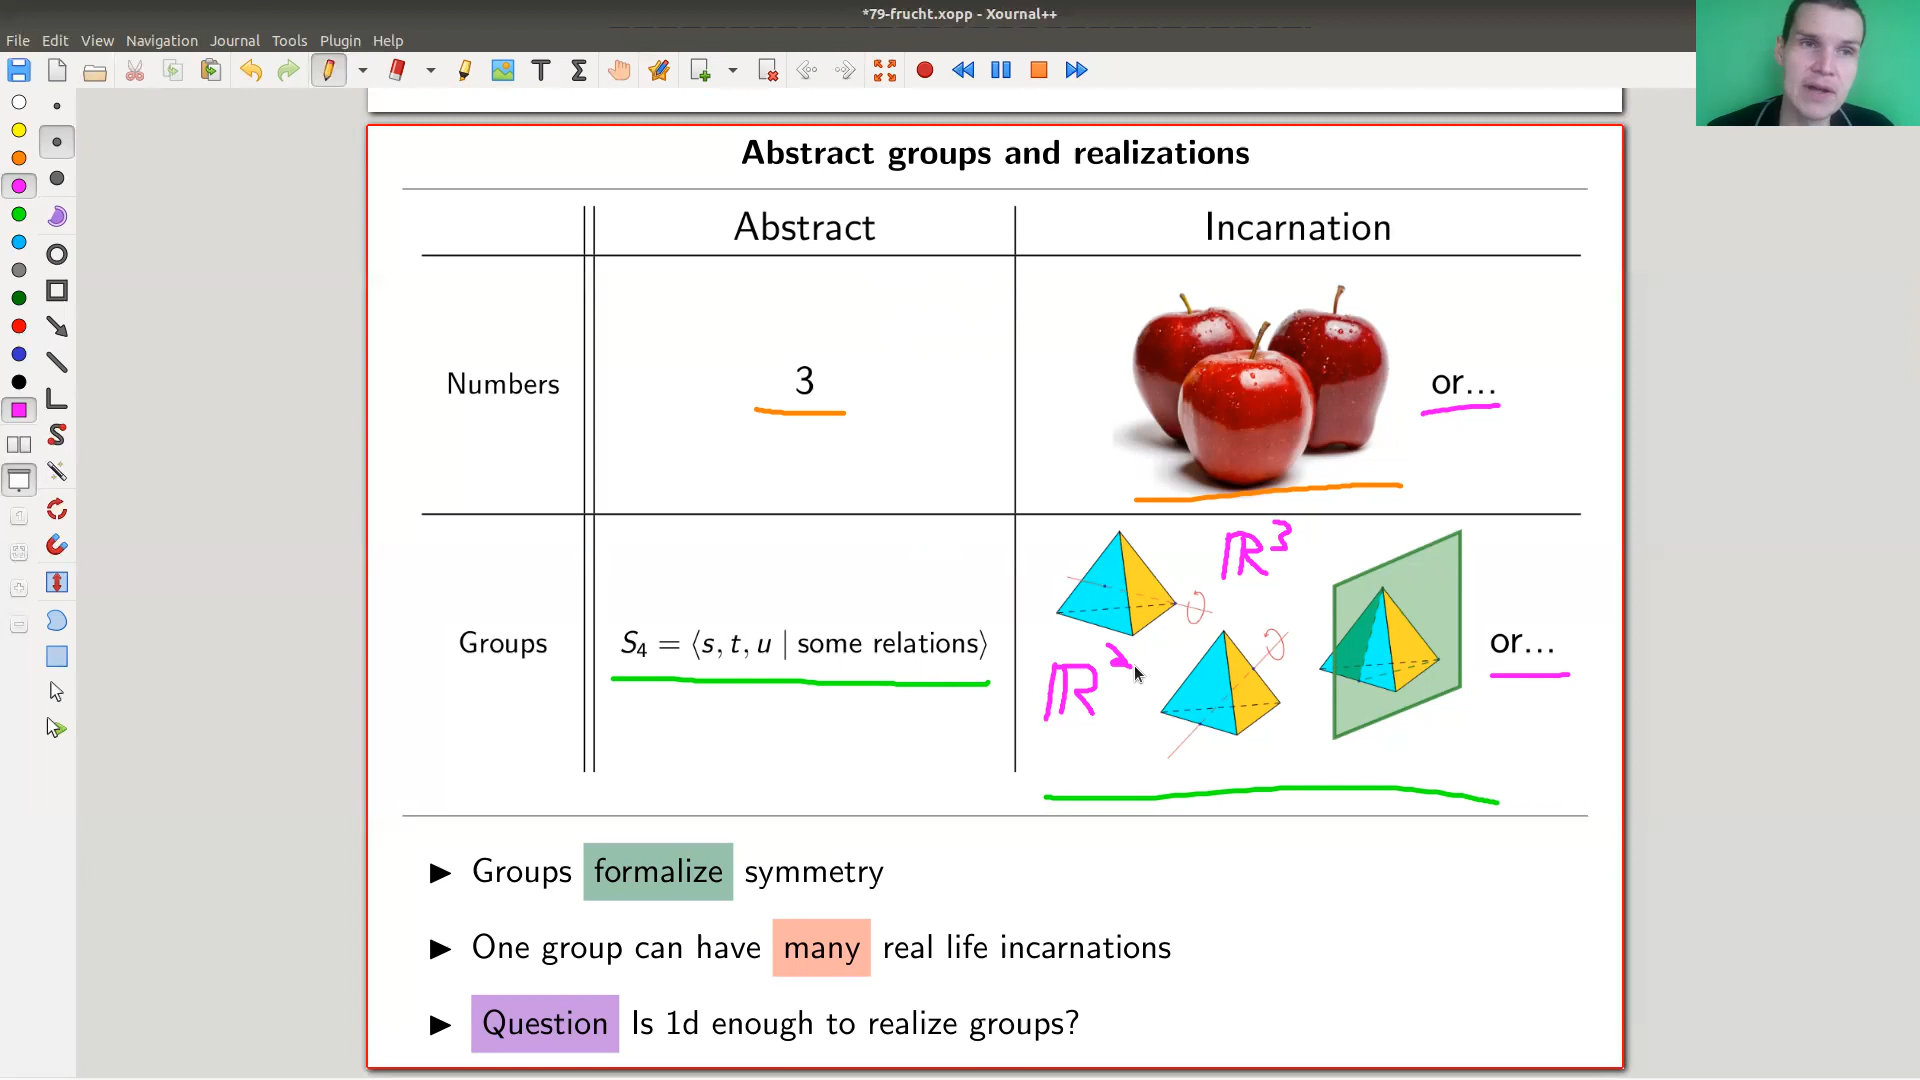 *79-frucht.xopp - Xournal++
File Edit View Navigation Journal Tools Plugin Help
Abstract groups and realizations
Abstract Incarnation
Numbers 3 or...
ℝ³
Groups S₄ = ⟨s, t, u | some relations⟩ or...
ℝ²
▶ Groups formalize symmetry
▶ One group can have many real life incarnations
▶ Question Is 1d enough to realize groups?